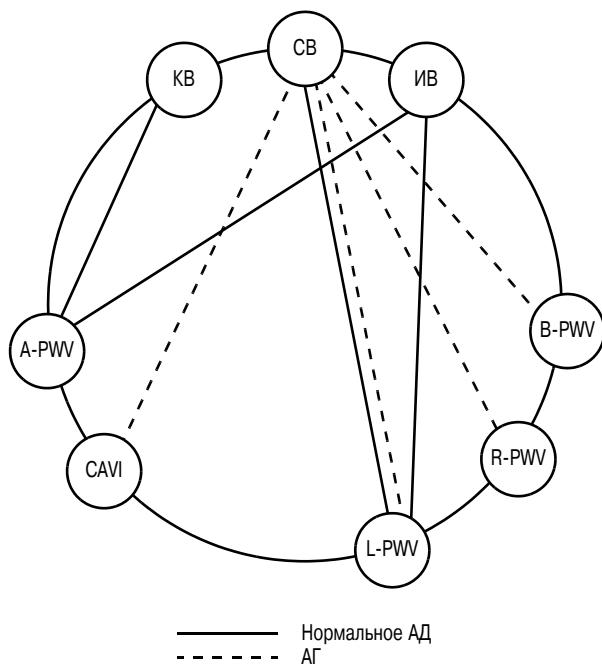 СВ
КВ
ИВ
B-PWV
A-PWV
R-PWV
CAVI
L-PWV
Нормальное АД
АГ